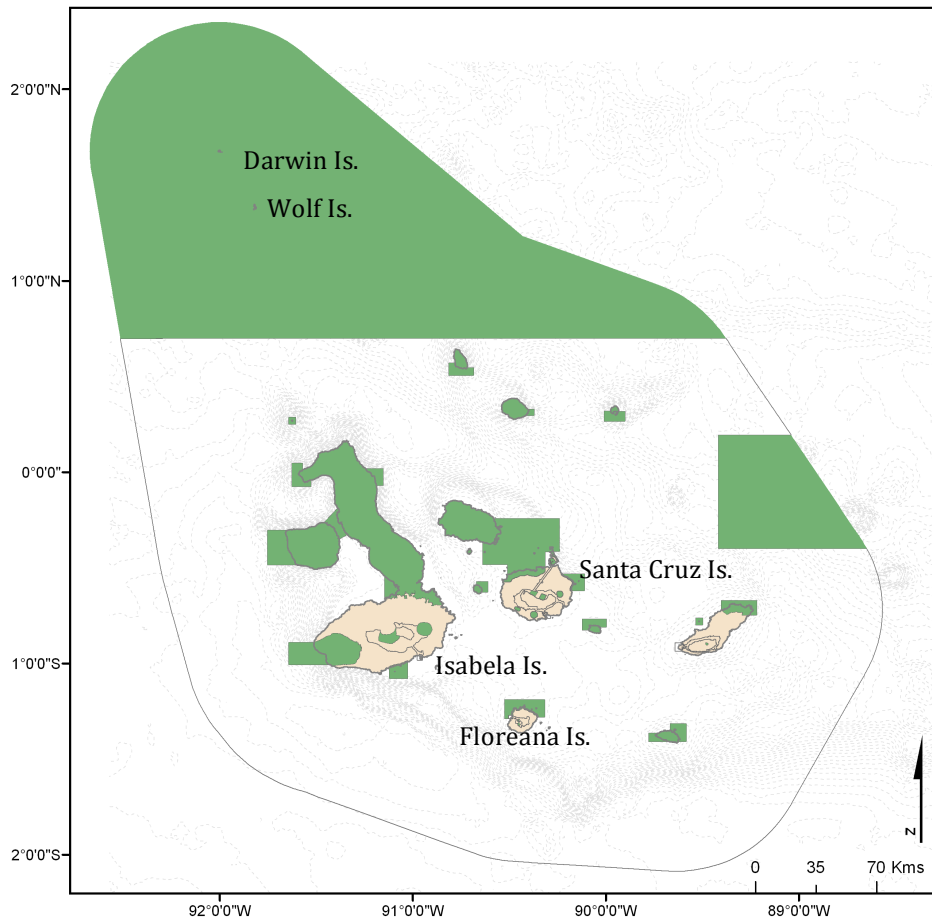 2°0'0"N
Darwin Is.
Wolf Is.
1°0'0"N
0°0'0"
Santa Cruz Is.
1°0'0"S
Isabela Is.
Floreana Is.
N
2°0'0"S
0 35 70 Kms
92°0'0"W 91°0'0"W 90°0'0"W 89°0'0"W